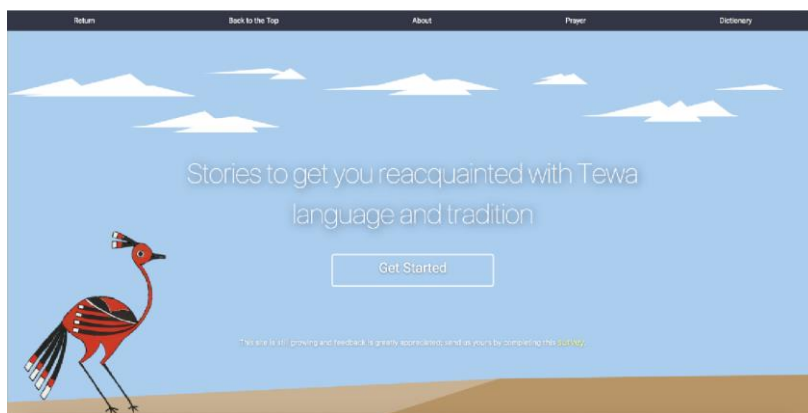 Return Back to the Top About Prayer Dictionary
Stories to get you reacquainted with Tewa
language and tradition
Get Started
This site is still growing and feedback is greatly appreciated; send us yours by completing this survey.